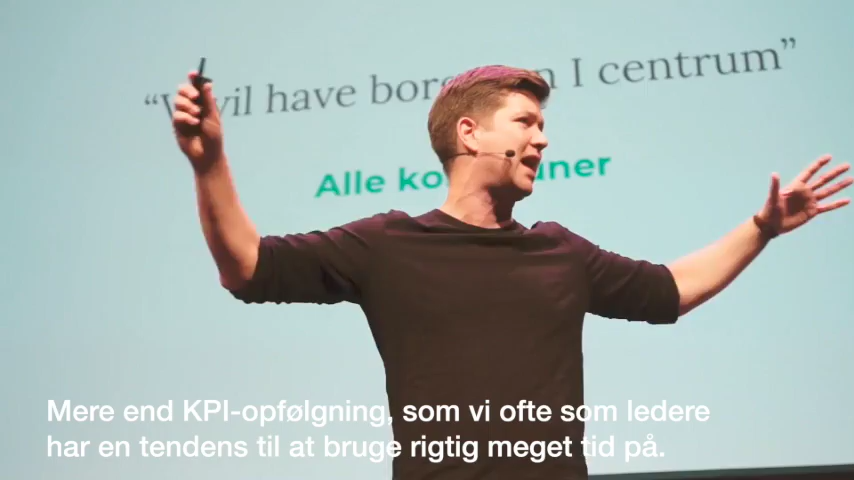 “ vil have I centrum”
Alle
Mere end KPI-opfølgning, som vi ofte som ledere
har en tendens til at bruge rigtig meget tid på.